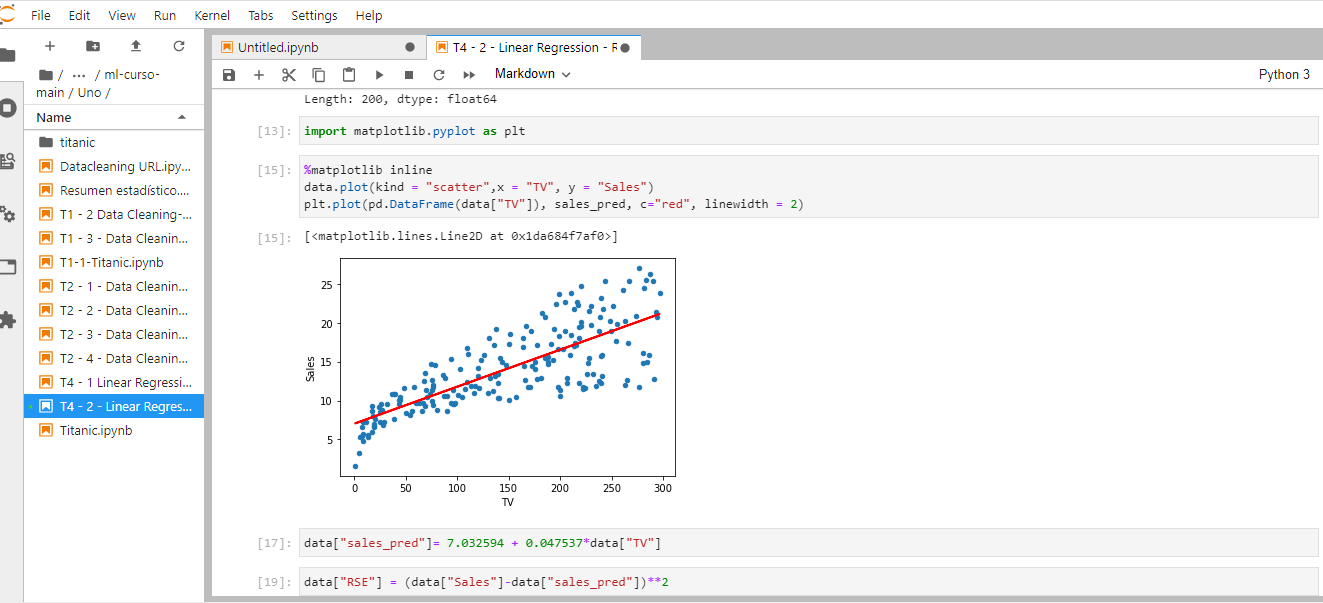 File Edit View Run Kernel Tabs Settings Help
/ ... / ml-curso-
main / Uno /
Name
titanic
Datacleaning URL.ipy...
Resumen estadístico....
T1 - 2 Data Cleaning-...
T1 - 3 - Data Cleanin...
T1-1-Titanic.ipynb
T2 - 1 - Data Cleanin...
T2 - 2 - Data Cleanin...
T2 - 3 - Data Cleanin...
T2 - 4 - Data Cleanin...
T4 - 1 Linear Regressi...
T4 - 2 - Linear Regres...
Titanic.ipynb
Untitled.ipynb T4 - 2 - Linear Regression - R
Markdown Python 3
Length: 200, dtype: float64
[13]: import matplotlib.pyplot as plt
[15]: %matplotlib inline
data.plot(kind = "scatter",x = "TV", y = "Sales")
plt.plot(pd.DataFrame(data["TV"]), sales_pred, c="red", linewidth = 2)
[15]: [<matplotlib.lines.Line2D at 0x1da684f7af0>]
25
20
15
10
5
Sales
0 50 100 150 200 250 300
TV
[17]: data["sales_pred"]= 7.032594 + 0.047537*data["TV"]
[19]: data["RSE"] = (data["Sales"]-data["sales_pred"])**2